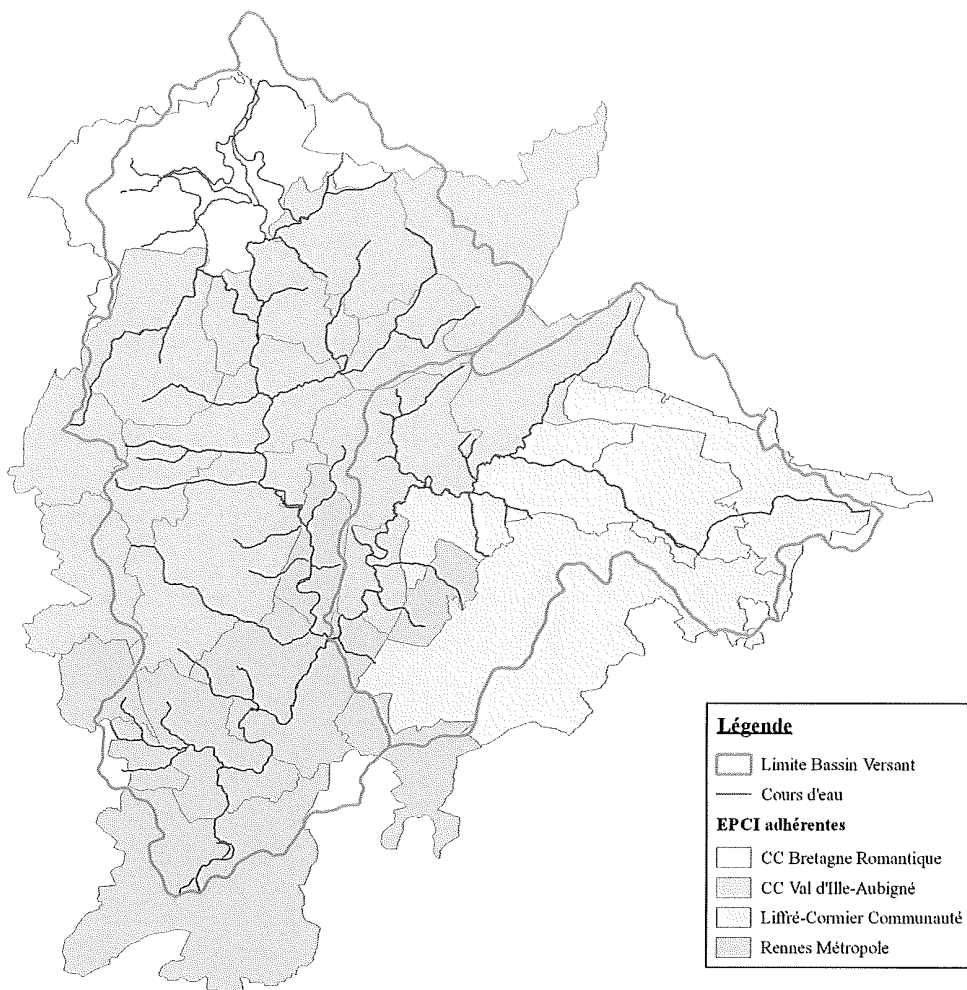 Légende
Limite Bassin Versant
Cours d'eau
EPCI adhérentes
CC Bretagne Romantique
CC Val d'Ille-Aubigné
Liffré-Cormier Communauté
Rennes Métropole